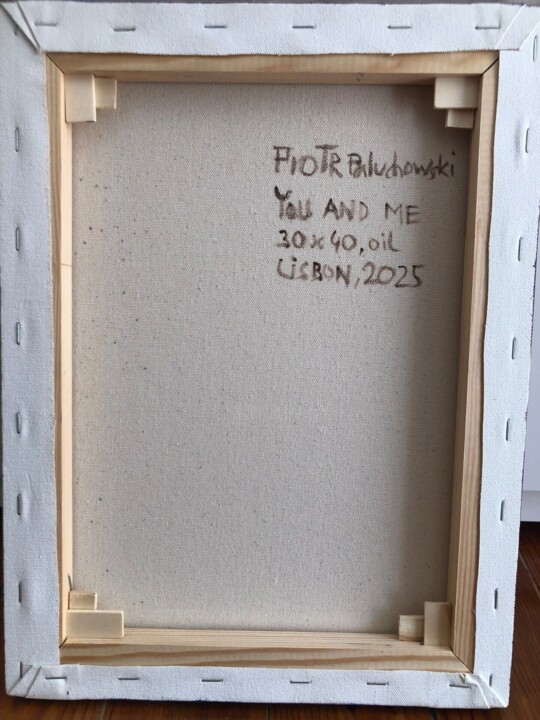 PIOTR Paluchowski
YOU AND ME
30x40, oil
LISBON, 2025